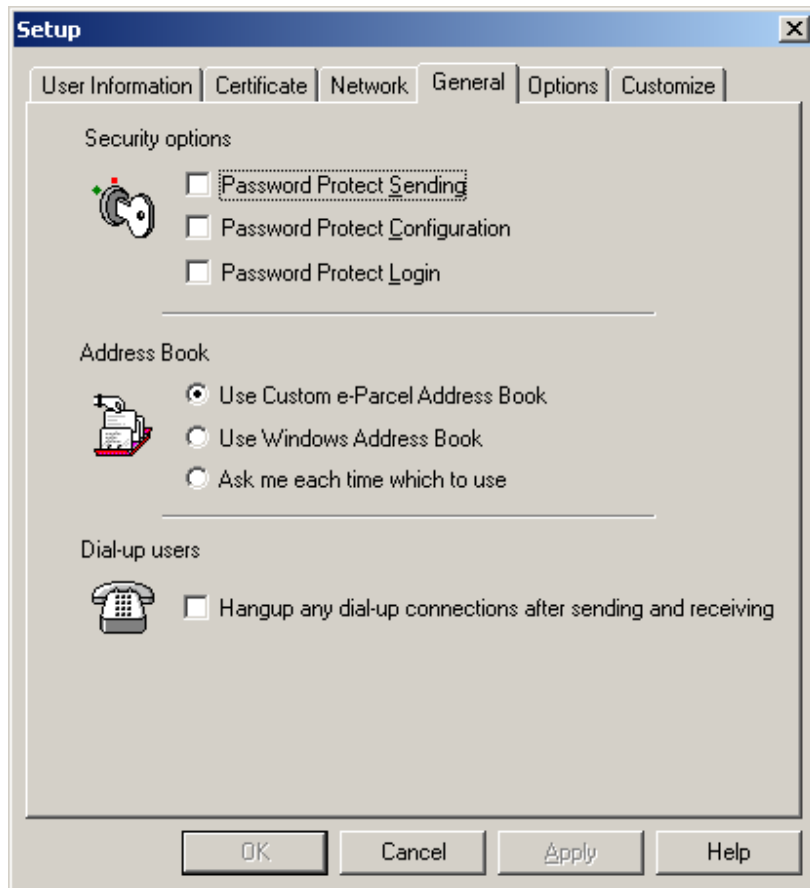 Setup
User Information Certificate Network General Options Customize
Security options
Password Protect Sending
Password Protect Configuration
Password Protect Login
Address Book
Use Custom e-Parcel Address Book
Use Windows Address Book
Ask me each time which to use
Dial-up users
Hangup any dial-up connections after sending and receiving
OK Cancel Apply Help